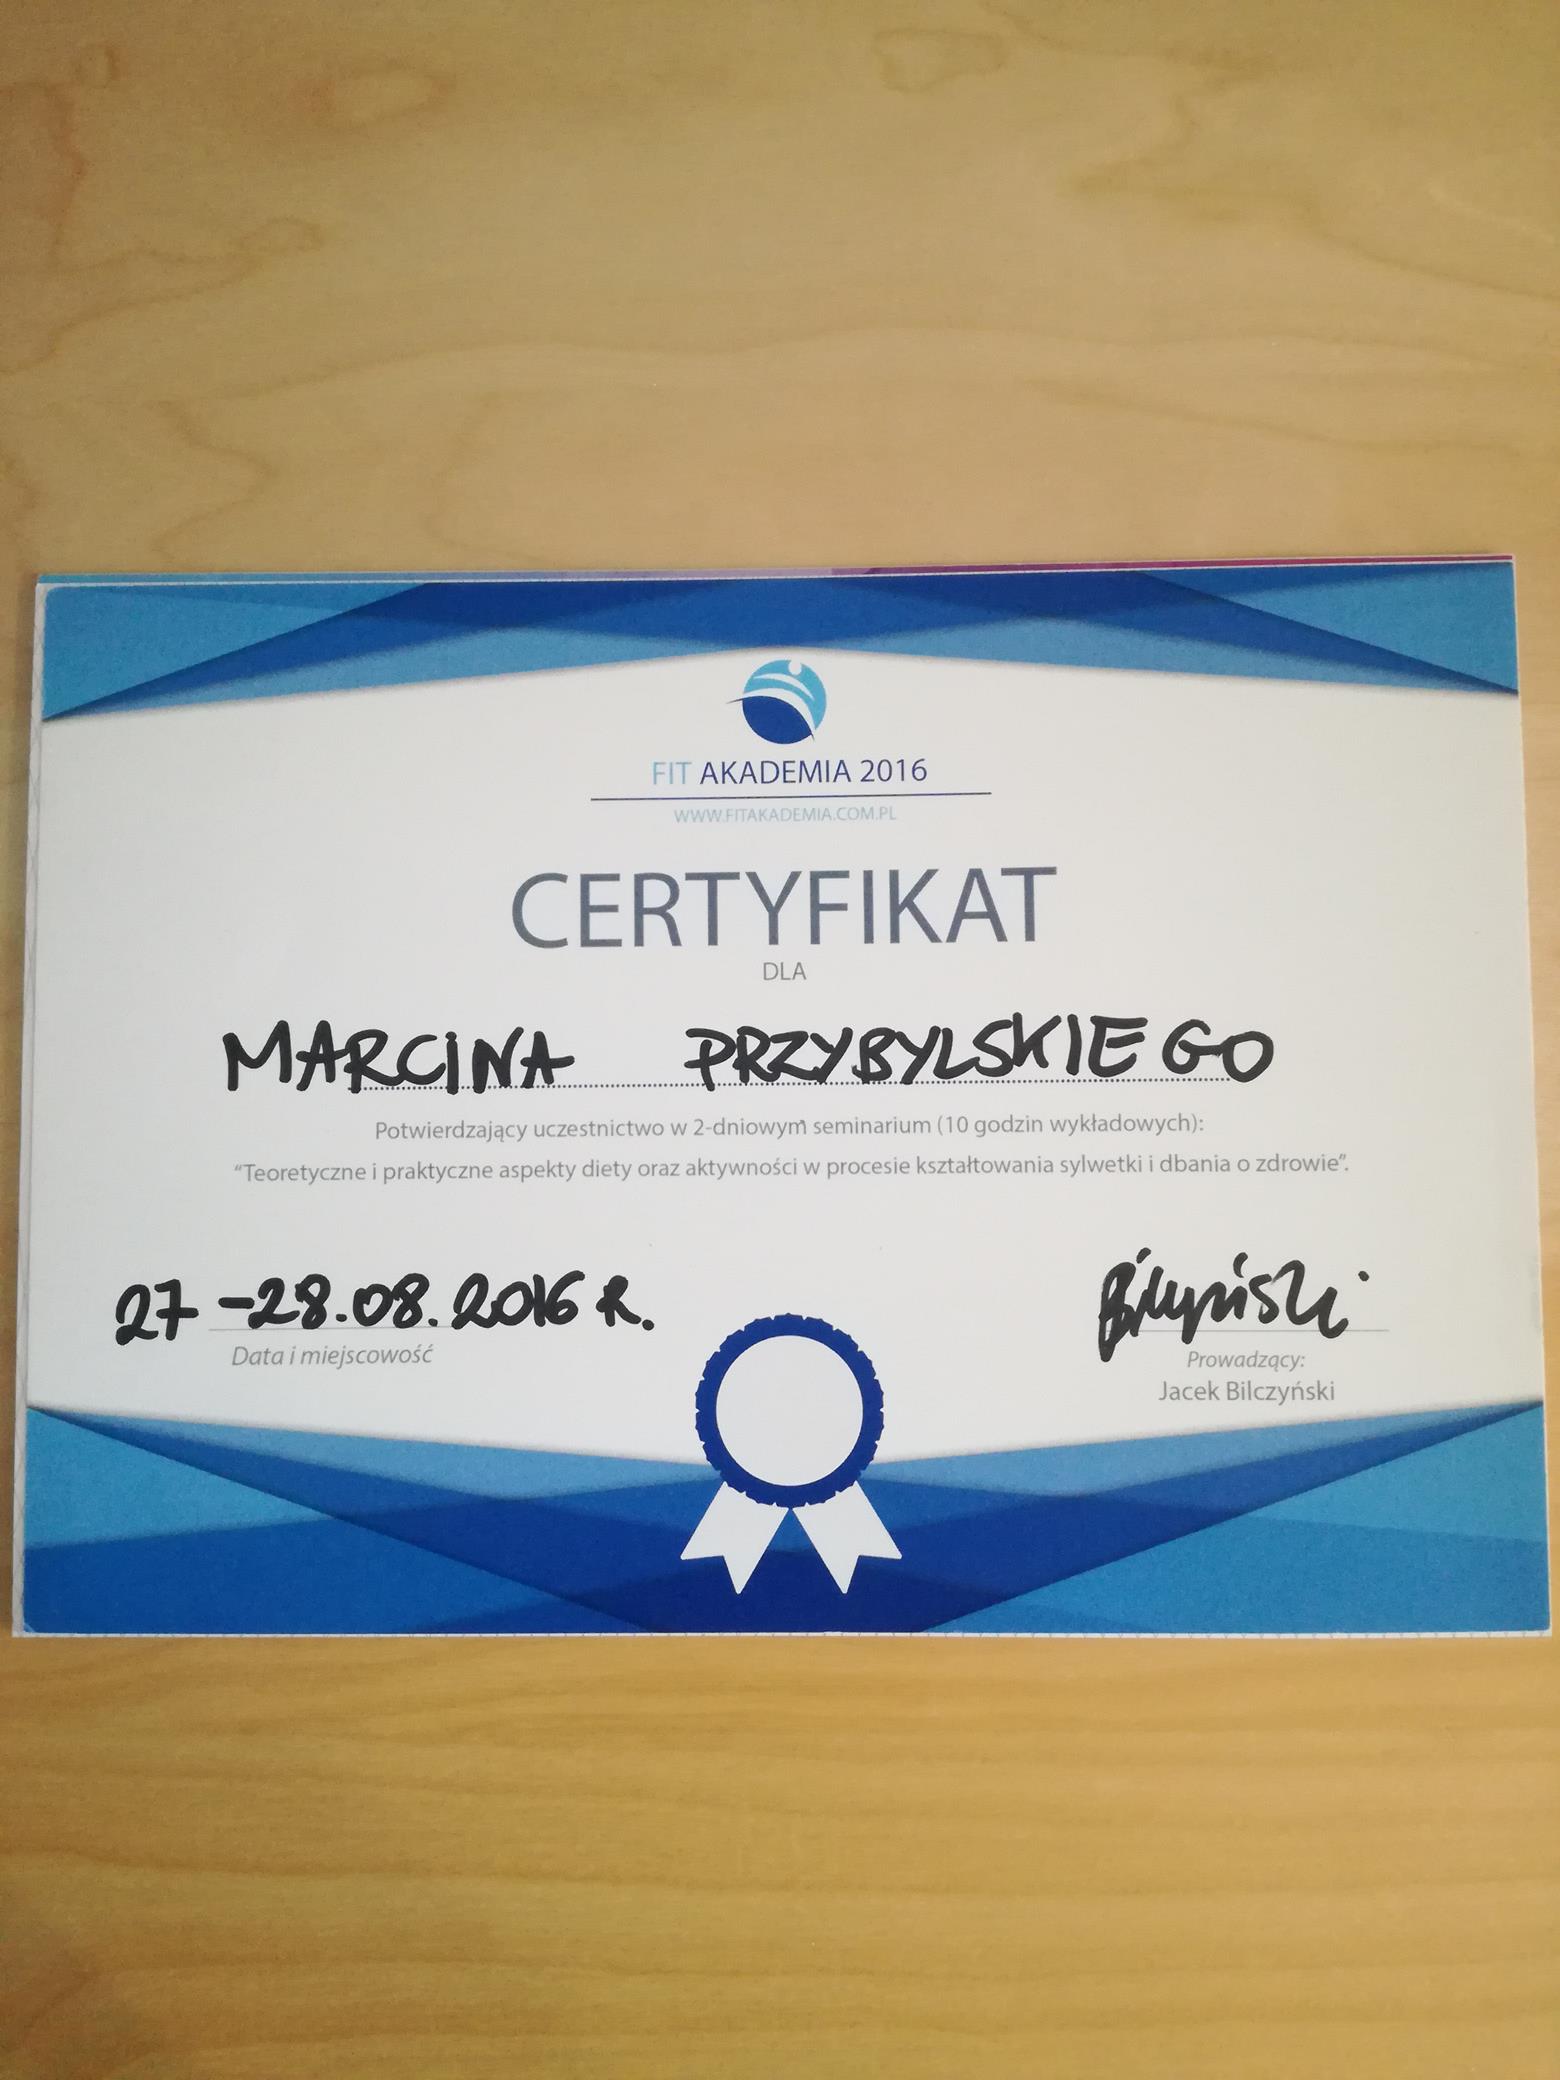 FIT AKADEMIA 2016
WWW.FITAKADEMIA.COM.PL
CERTYFIKAT
DLA
MARCINA PRZYBYLSKIEGO
Potwierdzający uczestnictwo w 2-dniowym seminarium (10 godzin wykładowych):
“Teoretyczne i praktyczne aspekty diety oraz aktywności w procesie kształtowania sylwetki i dbania o zdrowie”.
27-28.08.2016 R.
Data i miejscowość
Prowadzący:
Jacek Bilczyński